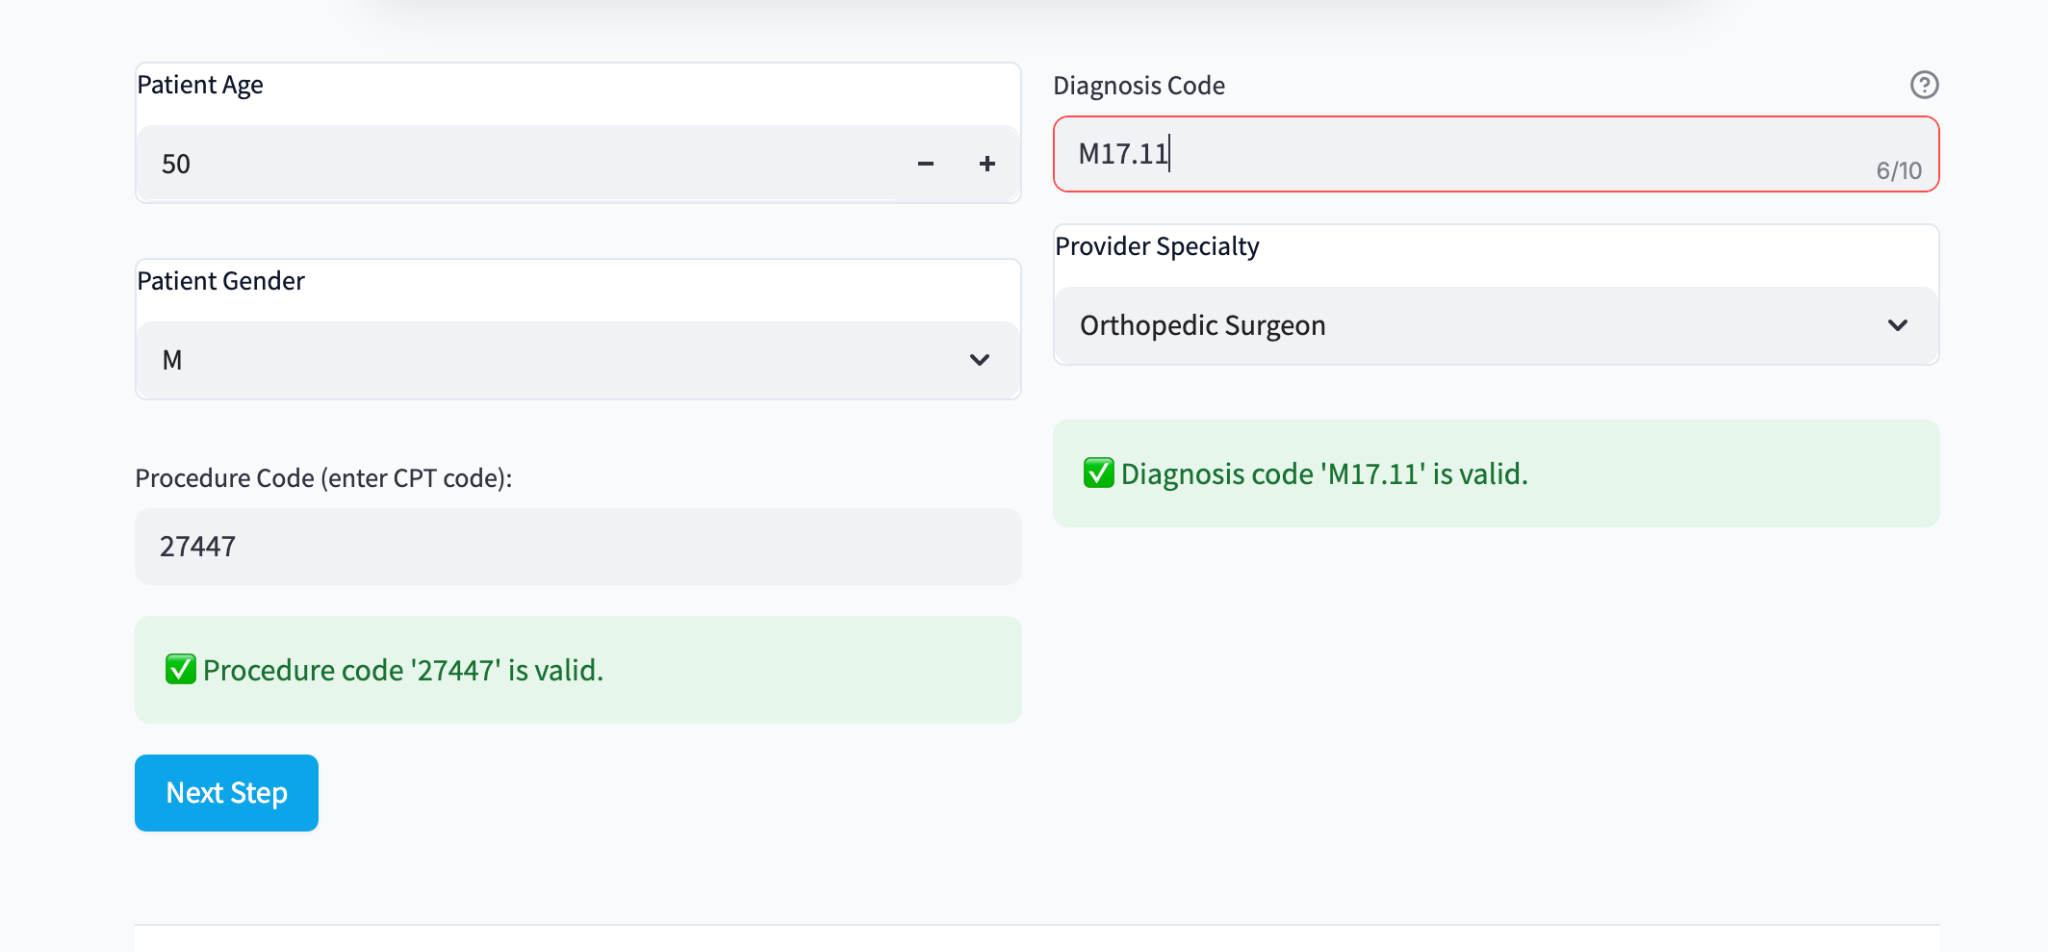 Patient Age
50
Patient Gender
M
Procedure Code (enter CPT code):
27447
✅ Procedure code '27447' is valid.
Next Step
Diagnosis Code
M17.11
6/10
Provider Specialty
Orthopedic Surgeon
✅ Diagnosis code 'M17.11' is valid.